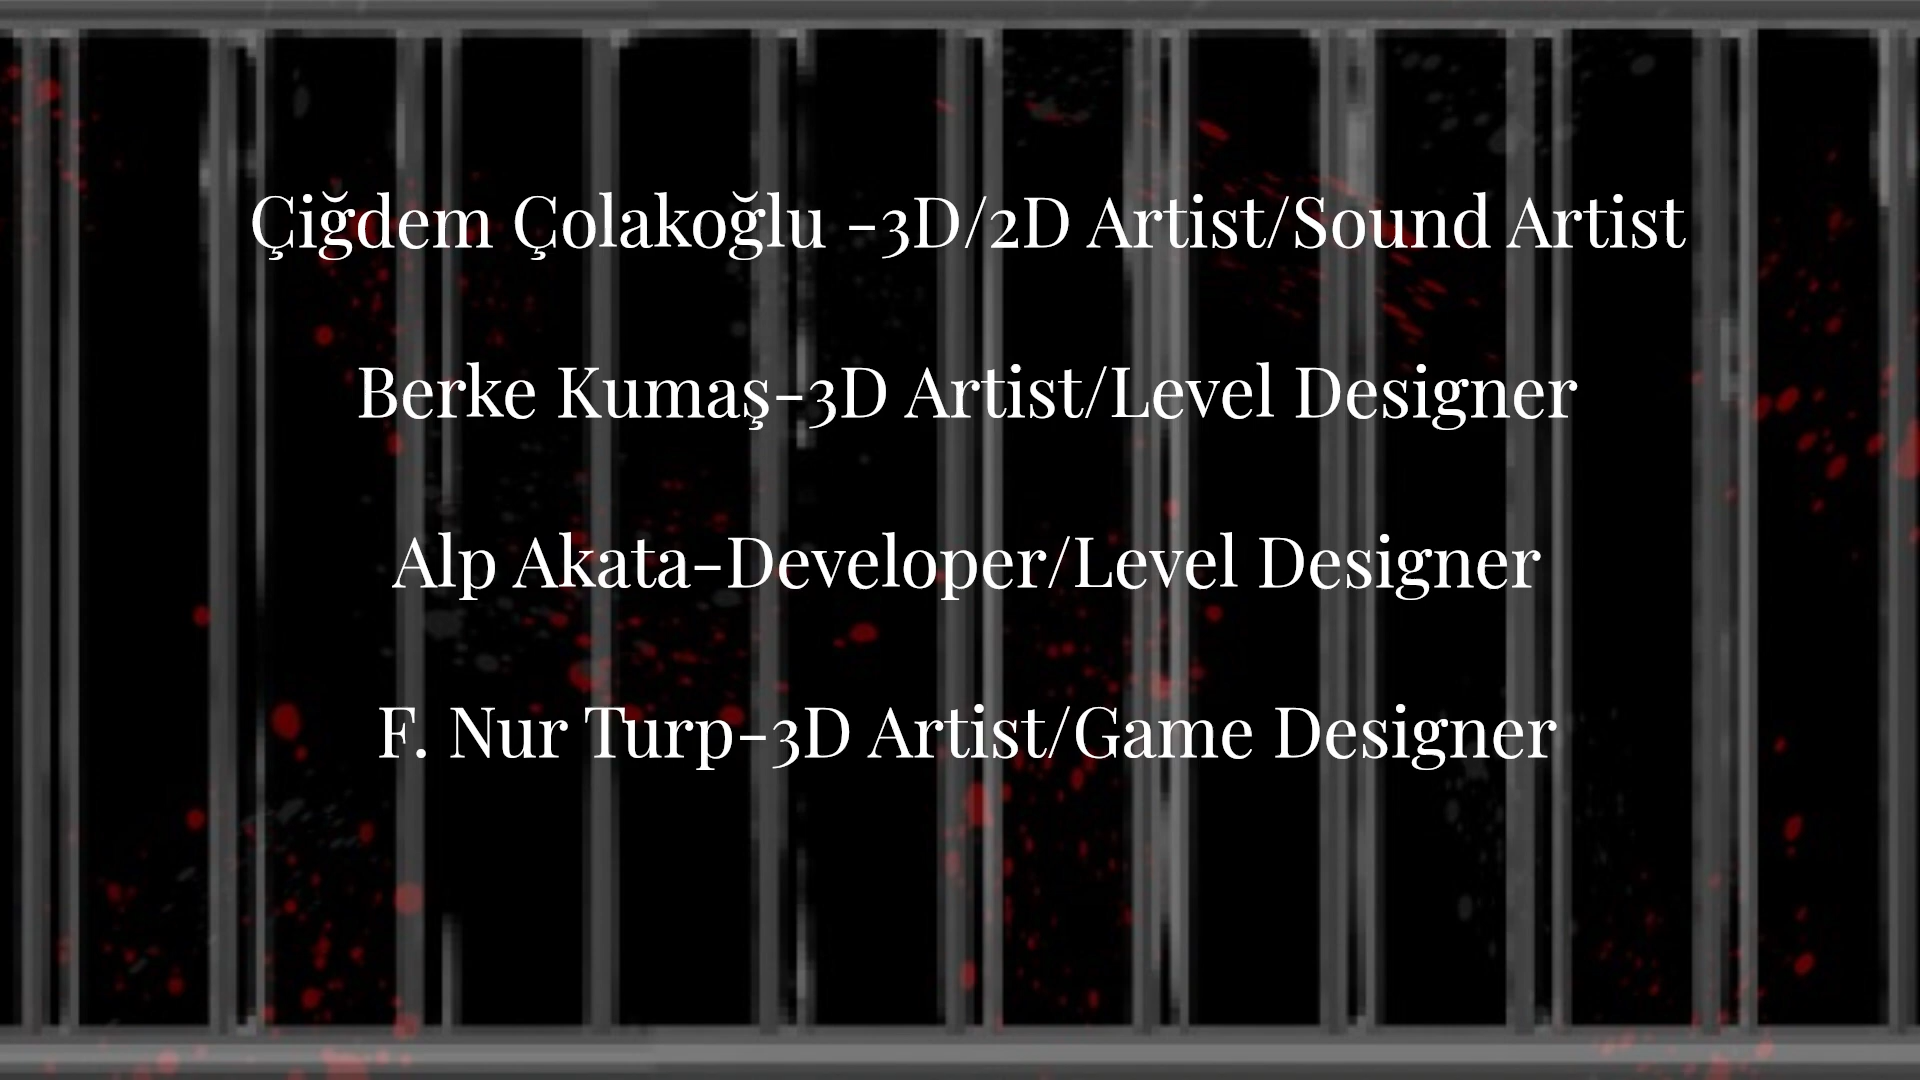 Çiğdem Çolakoğlu -3D/2D Artist/Sound Artist
Berke Kumaş-3D Artist/Level Designer
Alp Akata-Developer/Level Designer
F. Nur Turp-3D Artist/Game Designer